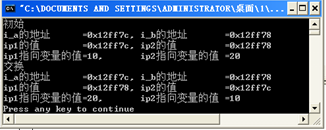 "C:\DOCUMENTS AND SETTINGS\ADMINISTRATOR\桌面\1\
初始
i_a的地址 =0x12ff7c, i_b的地址 =0x12ff78
ip1的值 =0x12ff7c, ip2的值 =0x12ff78
ip1指向变量的值=10, ip2指向变量的值 =20
交换
i_a的地址 =0x12ff7c, i_b的地址 =0x12ff78
ip1的值 =0x12ff78, ip2的值 =0x12ff7c
ip1指向变量的值=20, ip2指向变量的值 =10
Press any key to continue